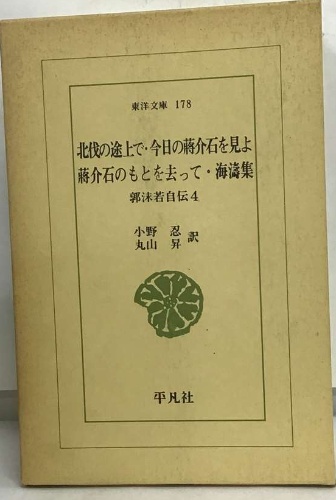 東洋文庫 178
北伐の途上で・今日の蔣介石を見よ
蔣介石のもとを去って・海濤集
郭沫若自伝4
小野 忍
丸山 昇 訳
平凡社